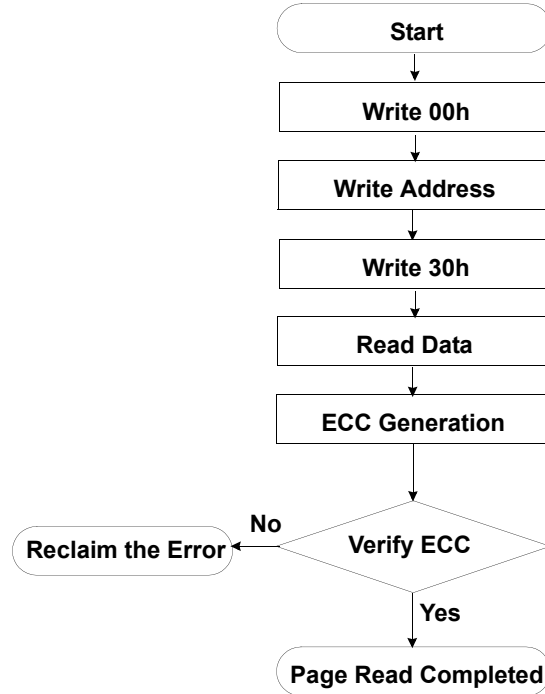 Start
Write 00h
Write Address
Write 30h
Read Data
ECC Generation
No
Reclaim the Error
Verify ECC
Yes
Page Read Completed